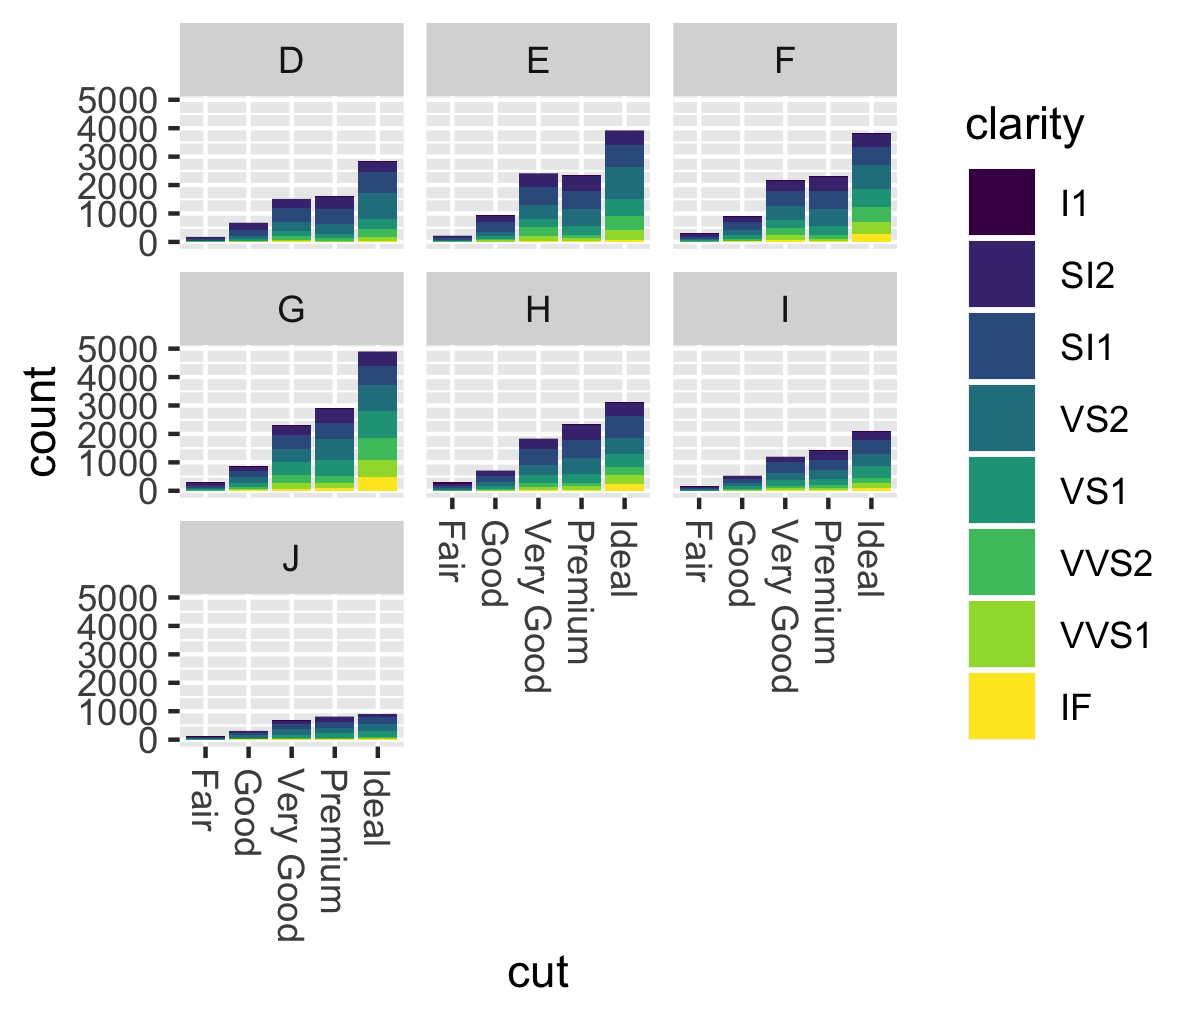 D
E
F
5000
4000
3000
2000
1000
0
G
H
I
5000
4000
3000
2000
1000
0
Fair
Good
Very Good
Premium
Ideal
Fair
Good
Very Good
Premium
Ideal
J
5000
4000
3000
2000
1000
0
Fair
Good
Very Good
Premium
Ideal
count
cut
clarity
I1
SI2
SI1
VS2
VS1
VVS2
VVS1
IF